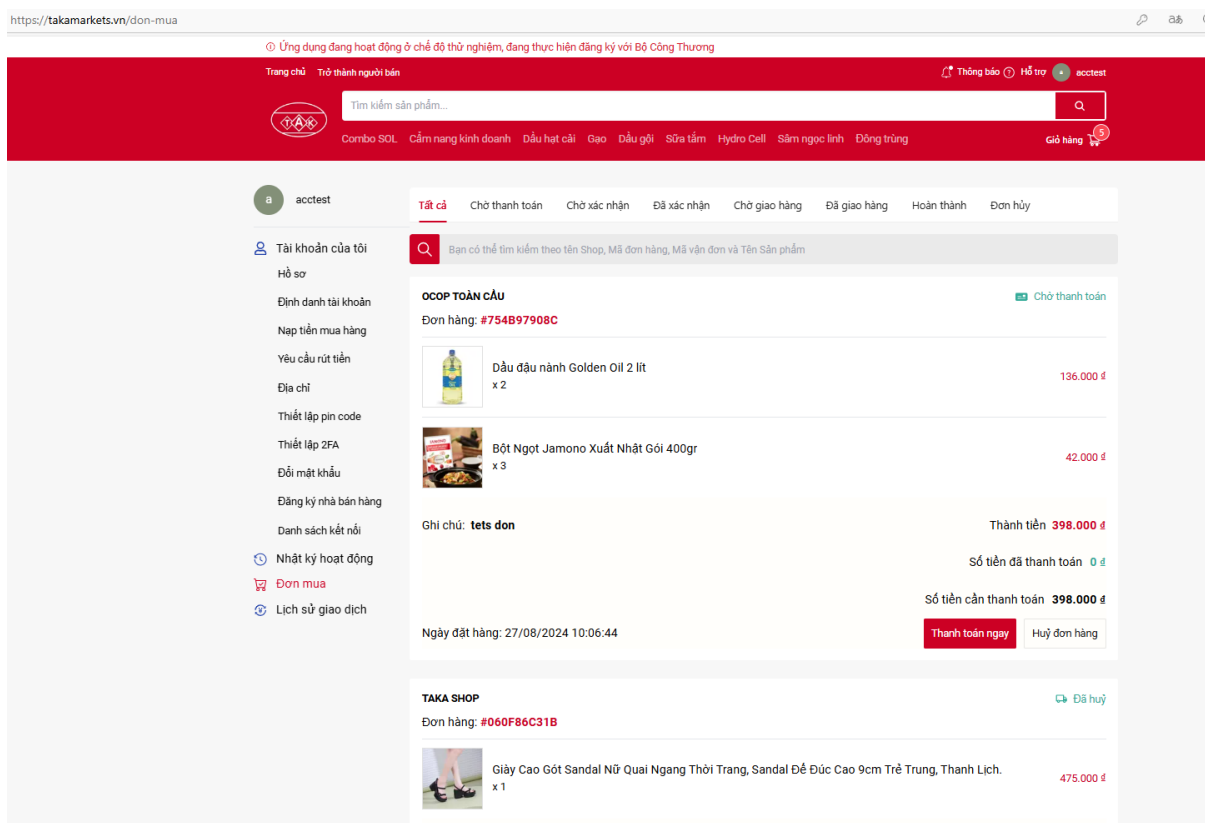 https://takamarkets.vn/don-mua
Ứng dụng đang hoạt động ở chế độ thử nghiệm, đang thực hiện đăng ký với Bộ Công Thương
Trang chủ Trở thành người bán
Thông báo Hỗ trợ a acctest
TAK
Tìm kiếm sản phẩm...
Combo SOL Cẩm nang kinh doanh Dầu hạt cải Gạo Dầu gội Sữa tắm Hydro Cell Sâm ngọc linh Đông trùng
Giỏ hàng 5
a acctest
Tài khoản của tôi
Hồ sơ
Định danh tài khoản
Nạp tiền mua hàng
Yêu cầu rút tiền
Địa chỉ
Thiết lập pin code
Thiết lập 2FA
Đổi mật khẩu
Đăng ký nhà bán hàng
Danh sách kết nối
Nhật ký hoạt động
Đơn mua
Lịch sử giao dịch
Tất cả Chờ thanh toán Chờ xác nhận Đã xác nhận Chờ giao hàng Đã giao hàng Hoàn thành Đơn hủy
Bạn có thể tìm kiếm theo tên Shop, Mã đơn hàng, Mã vận đơn và Tên Sản phẩm
OCOP TOÀN CẦU
Chờ thanh toán
Đơn hàng: #754B97908C
Dầu đậu nành Golden Oil 2 lít
x 2
136.000 ₫
Bột Ngọt Jamono Xuất Nhật Gói 400gr
x 3
42.000 ₫
Ghi chú: tets don
Thành tiền 398.000 ₫
Số tiền đã thanh toán 0 ₫
Số tiền cần thanh toán 398.000 ₫
Ngày đặt hàng: 27/08/2024 10:06:44
Thanh toán ngay Huỷ đơn hàng
TAKA SHOP
Đã huỷ
Đơn hàng: #060F86C31B
Giày Cao Gót Sandal Nữ Quai Ngang Thời Trang, Sandal Đế Đúc Cao 9cm Trẻ Trung, Thanh Lịch.
x 1
475.000 ₫